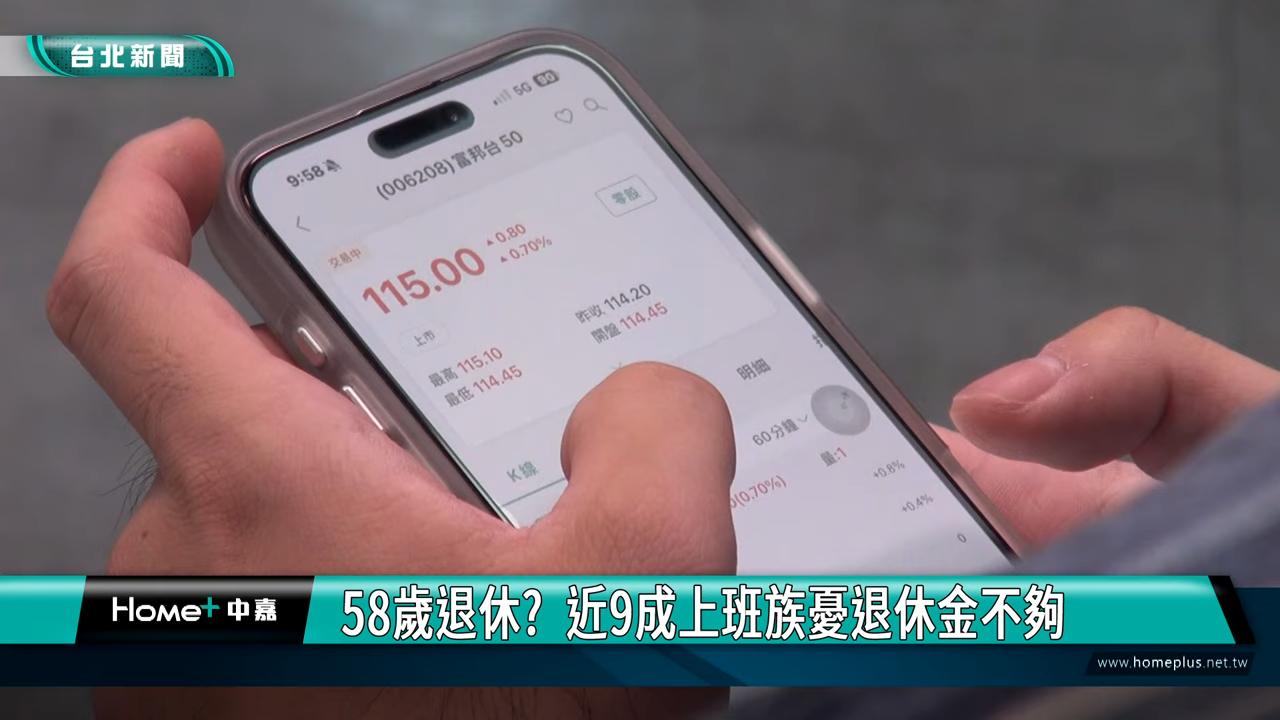 台北新聞
5G 60
9:58
(006208)富邦台50
零股
交易中
115.00
▲0.80
▲0.70%
上市
昨收 114.20
開盤 114.45
最高 115.10
最低 114.45
明細
K線
60分鐘
量:1
(0.70%)
+0.8%
+0.4%
0
Home+ 中嘉
58歲退休? 近9成上班族憂退休金不夠
www.homeplus.net.tw